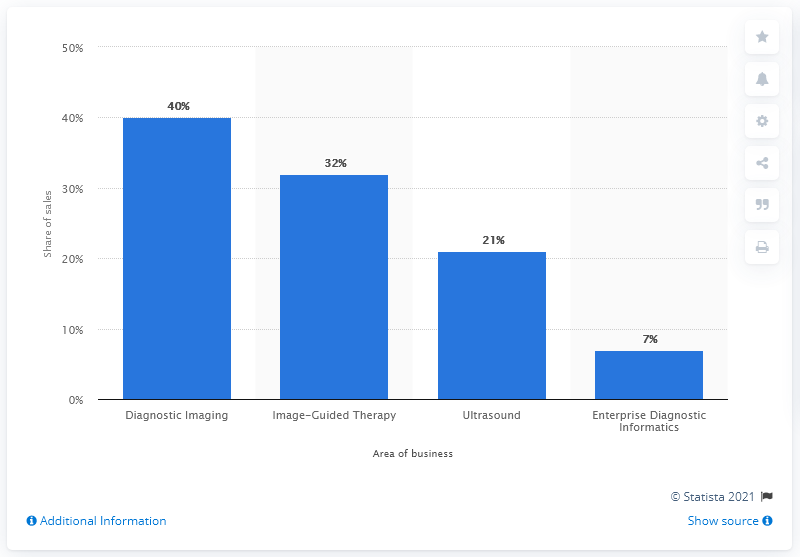 50%
40%
30%
20%
10%
0%
Share of sales
40%
32%
21%
7%
Diagnostic Imaging
Image-Guided Therapy
Ultrasound
Enterprise Diagnostic
Informatics
Area of business
© Statista 2021
Additional Information
Show source